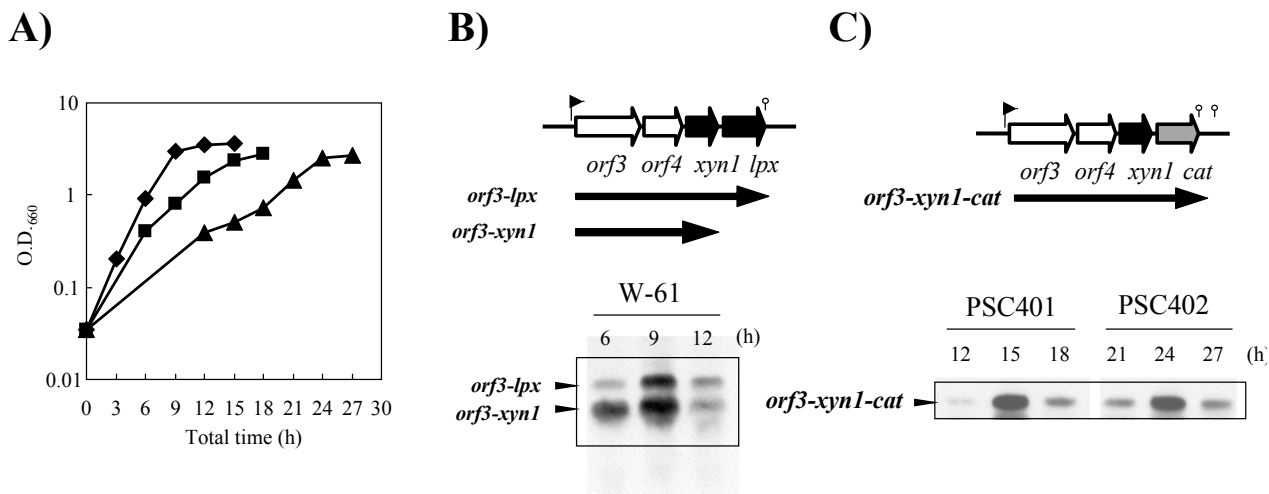 A)
10
1
0.1
0.01
O.D.660
0 3 6 9 12 15 18 21 24 27 30
Total time (h)
B)
orf3 orf4 xyn1 lpx
orf3-lpx
orf3-xyn1
W-61
6 9 12 (h)
orf3-lpx
orf3-xyn1
C)
orf3 orf4 xyn1 cat
orf3-xyn1-cat
PSC401 PSC402
12 15 18 21 24 27 (h)
orf3-xyn1-cat